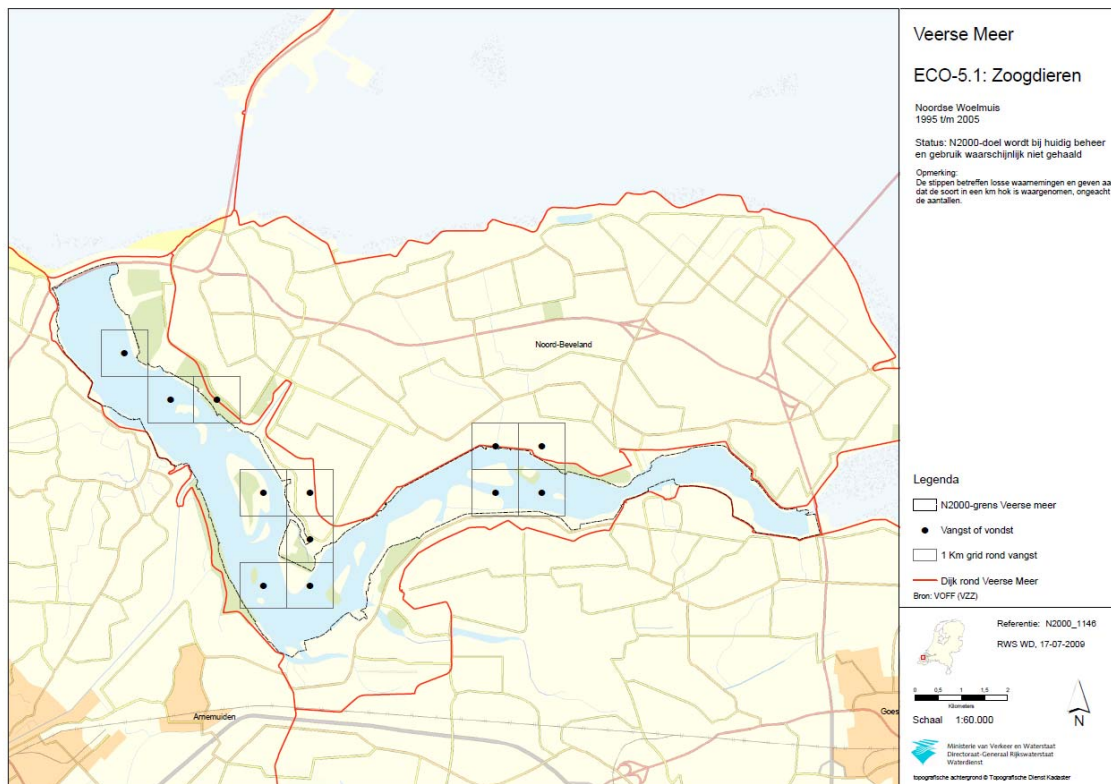 Veerse Meer
ECO-5.1: Zoogdieren
Noordse Woelmuis
1995 t/m 2005
Status: N2000-doel wordt bij huidig beheer
en gebruik waarschijnlijk niet gehaald
Opmerking:
De stippen betreffen losse waarnemingen en geven aa
dat de soort in een km hok is waargenomen, ongeacht
de aantallen.
Noord-Beveland
Arnemuiden
Goes
Legenda
N2000-grens Veerse meer
Vangst of vondst
1 Km grid rond vangst
Dijk rond Veerse Meer
Bron: VOFF (VZZ)
Referentie: N2000_1146
RWS WD, 17-07-2009
0 0,5 1 1,5 2
Kilometers
Schaal 1:60.000
N
Ministerie van Verkeer en Waterstaat
Directoraat-Generaal Rijkswaterstaat
Waterdienst
topografische achtergrond © Topografische Dienst Kadaster